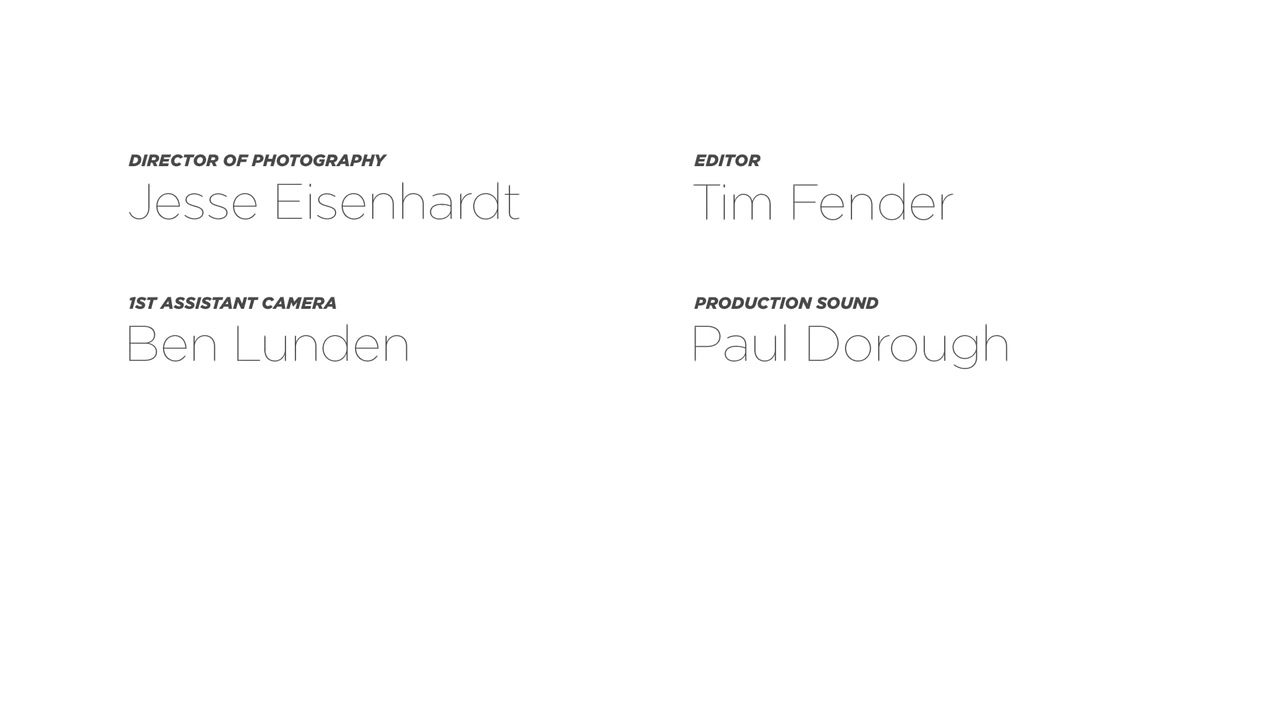 DIRECTOR OF PHOTOGRAPHY
Jesse Eisenhardt
EDITOR
Tim Fender
1ST ASSISTANT CAMERA
Ben Lunden
PRODUCTION SOUND
Paul Dorough